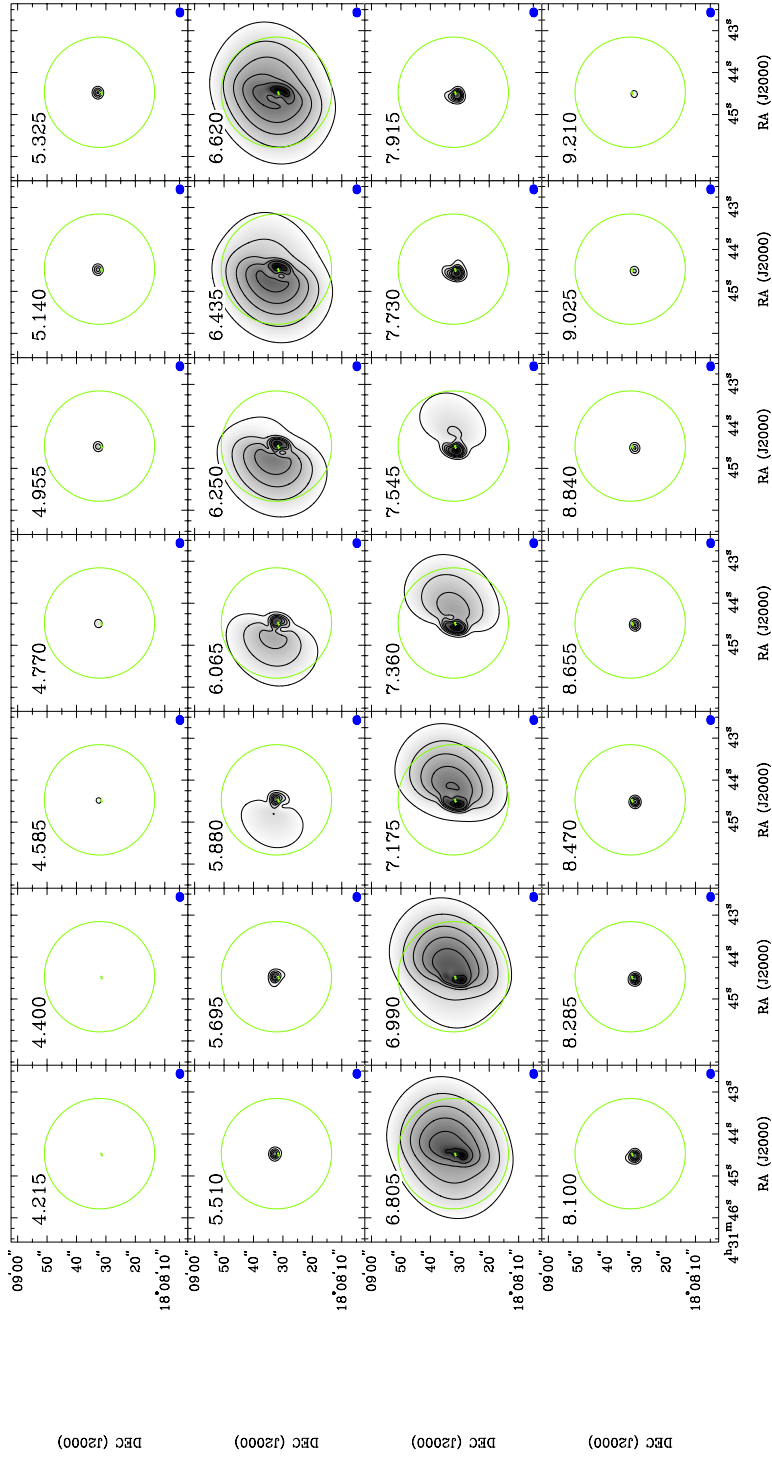 4.215 4.400 4.585 4.770 4.955 5.140 5.325
DEC (J2000)
09'00"
50"
40"
30"
20"
18°08'10"
5.510 5.695 5.880 6.065 6.250 6.435 6.620
DEC (J2000)
09'00"
50"
40"
30"
20"
18°08'10"
6.805 6.990 7.175 7.360 7.545 7.730 7.915
DEC (J2000)
09'00"
50"
40"
30"
20"
18°08'10"
8.100 8.285 8.470 8.655 8.840 9.025 9.210
DEC (J2000)
09'00"
50"
40"
30"
20"
18°08'10"
4ʰ31ᵐ46ˢ 45ˢ 44ˢ 43ˢ 45ˢ 44ˢ 43ˢ 45ˢ 44ˢ 43ˢ 45ˢ 44ˢ 43ˢ 45ˢ 44ˢ 43ˢ 45ˢ 44ˢ 43ˢ 45ˢ 44ˢ 43ˢ
RA (J2000) RA (J2000) RA (J2000) RA (J2000) RA (J2000) RA (J2000) RA (J2000)